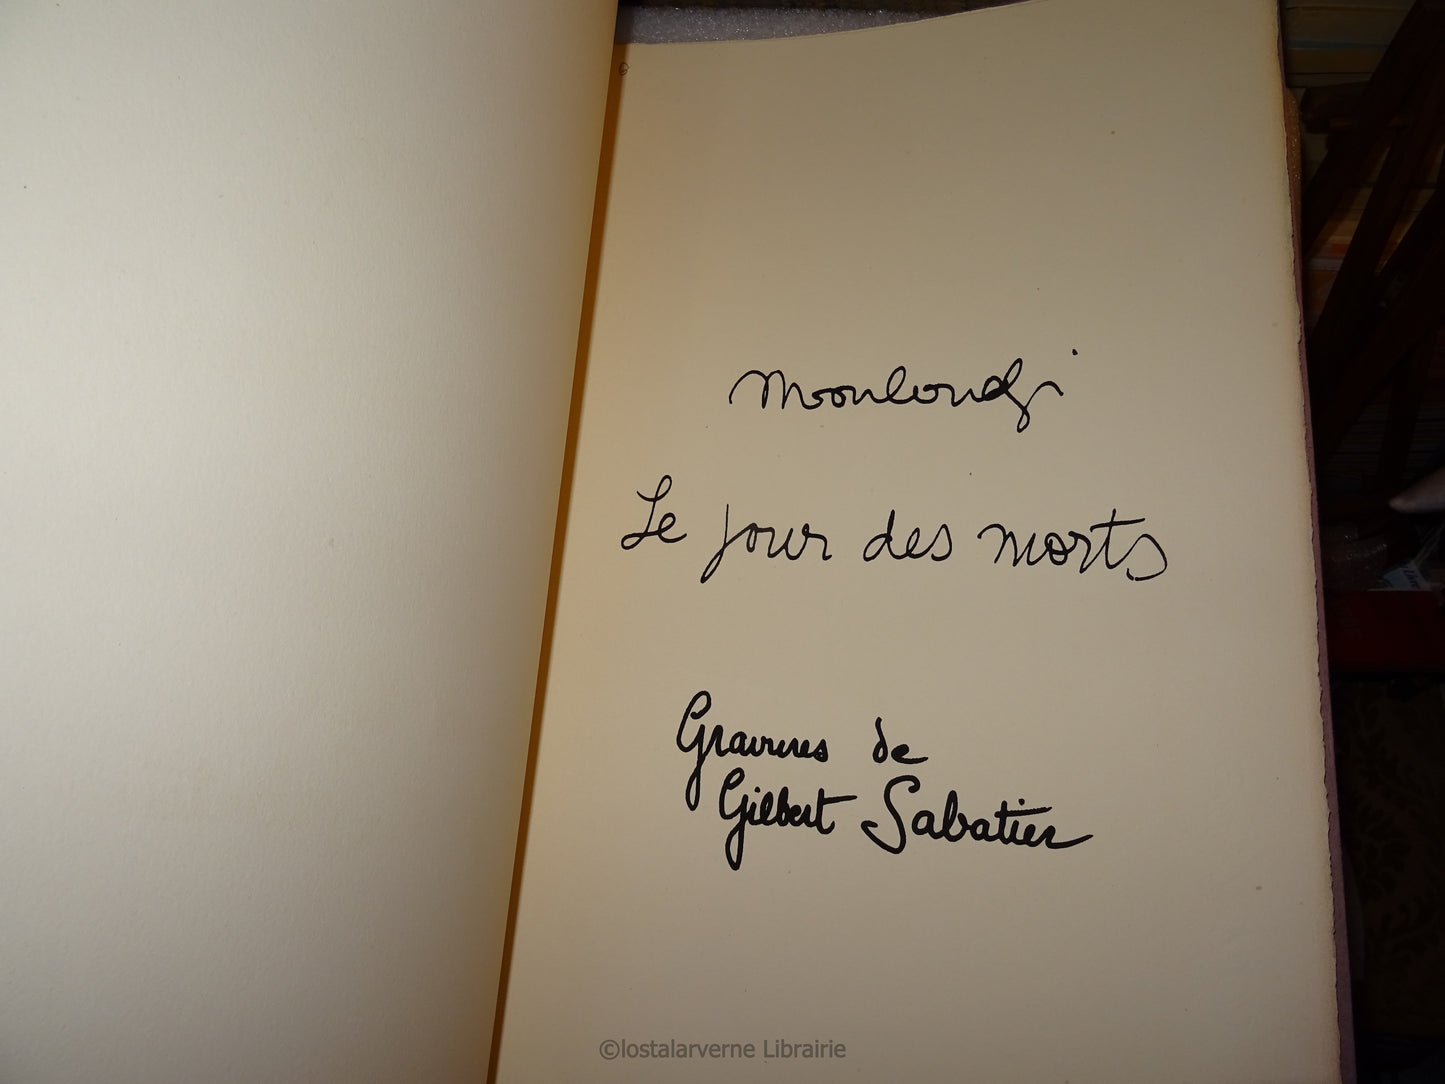 Mouloudji
Le jour des morts
Gravures de
Gilbert Sabatier
©lostalarverne Librairie